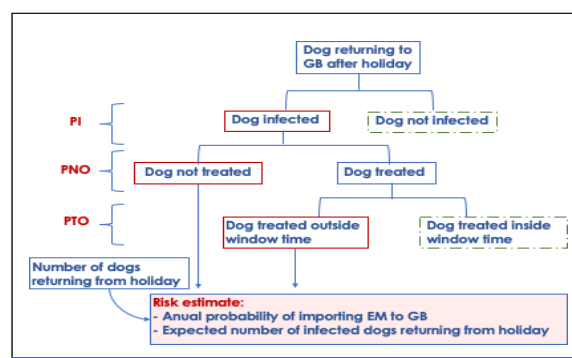 Dog returning to
GB after holiday
PI
Dog infected
Dog not infected
PNO
Dog not treated
Dog treated
PTO
Dog treated outside
window time
Dog treated inside
window time
Number of dogs
returning from holiday
Risk estimate:
- Anual probability of importing EM to GB
- Expected number of infected dogs returning from holiday